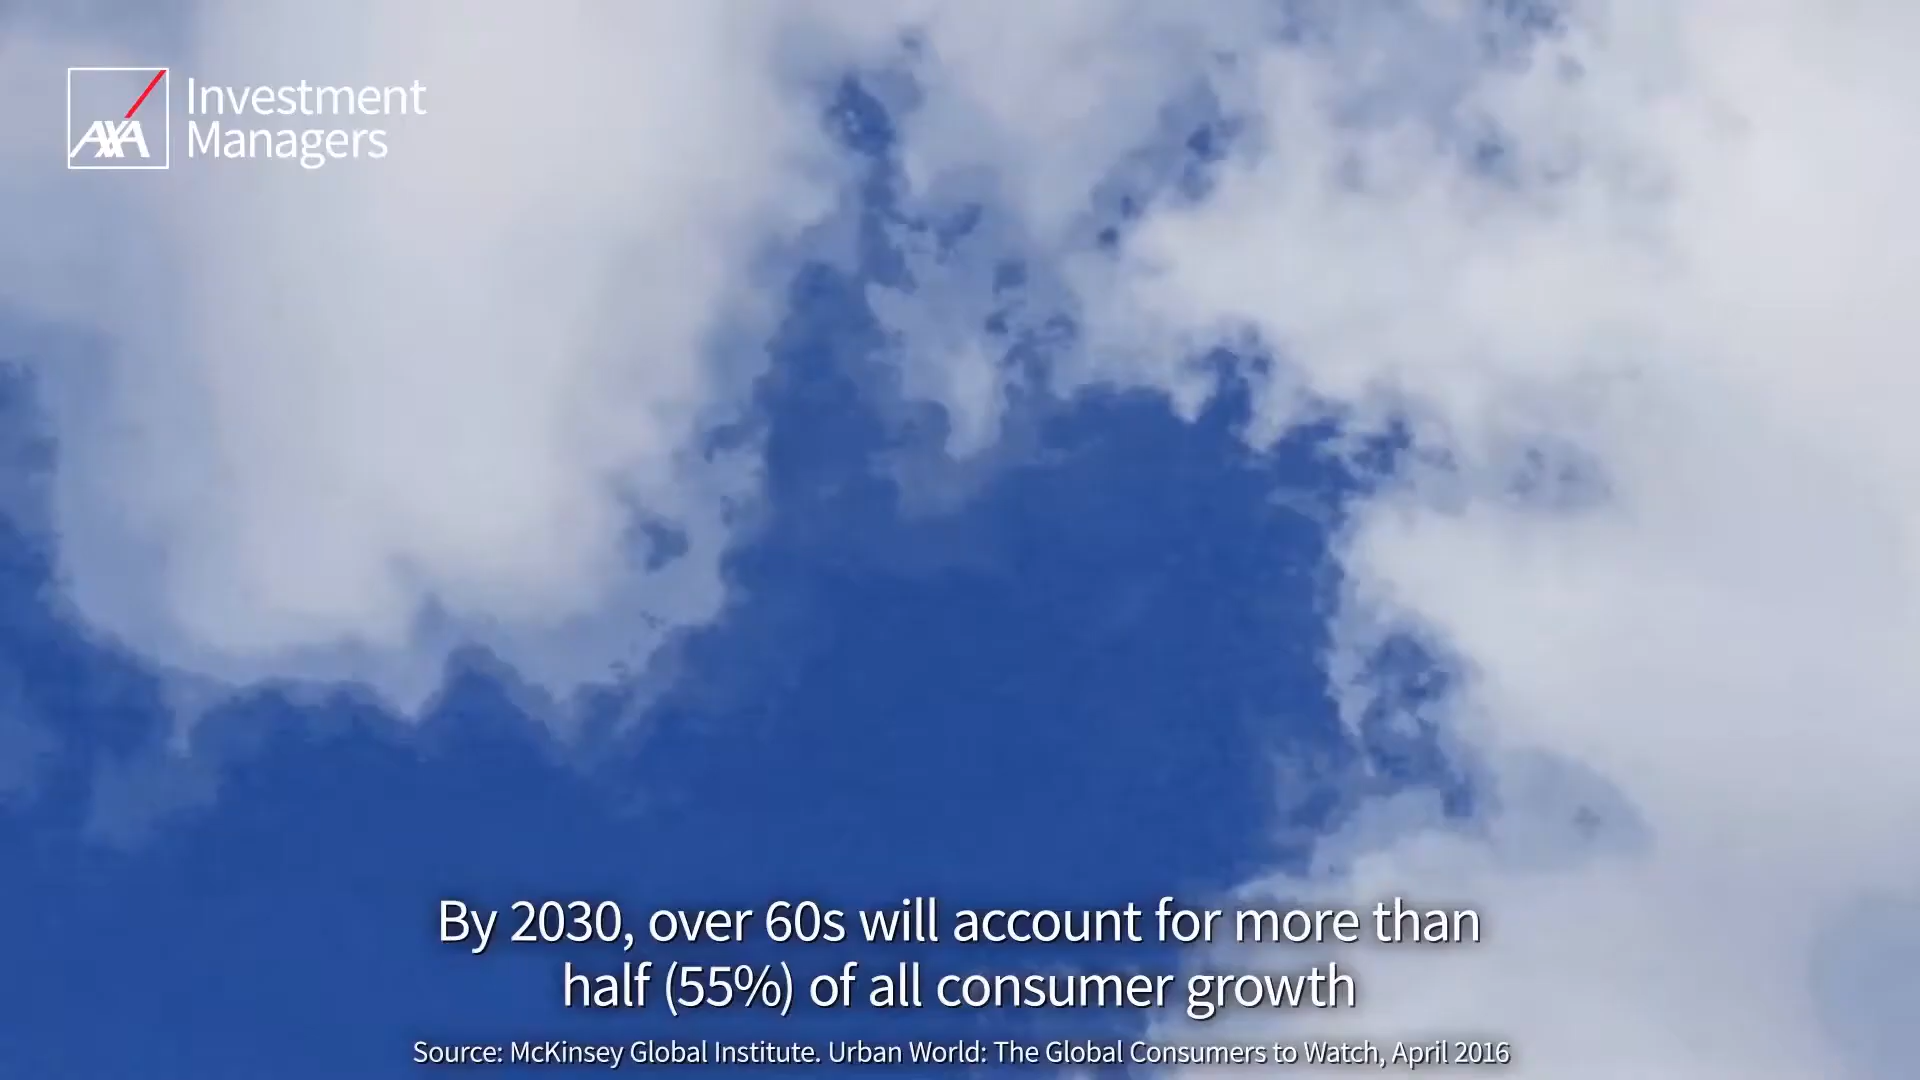 AXA
Investment
Managers
By 2030, over 60s will account for more than
half (55%) of all consumer growth
Source: McKinsey Global Institute. Urban World: The Global Consumers to Watch, April 2016